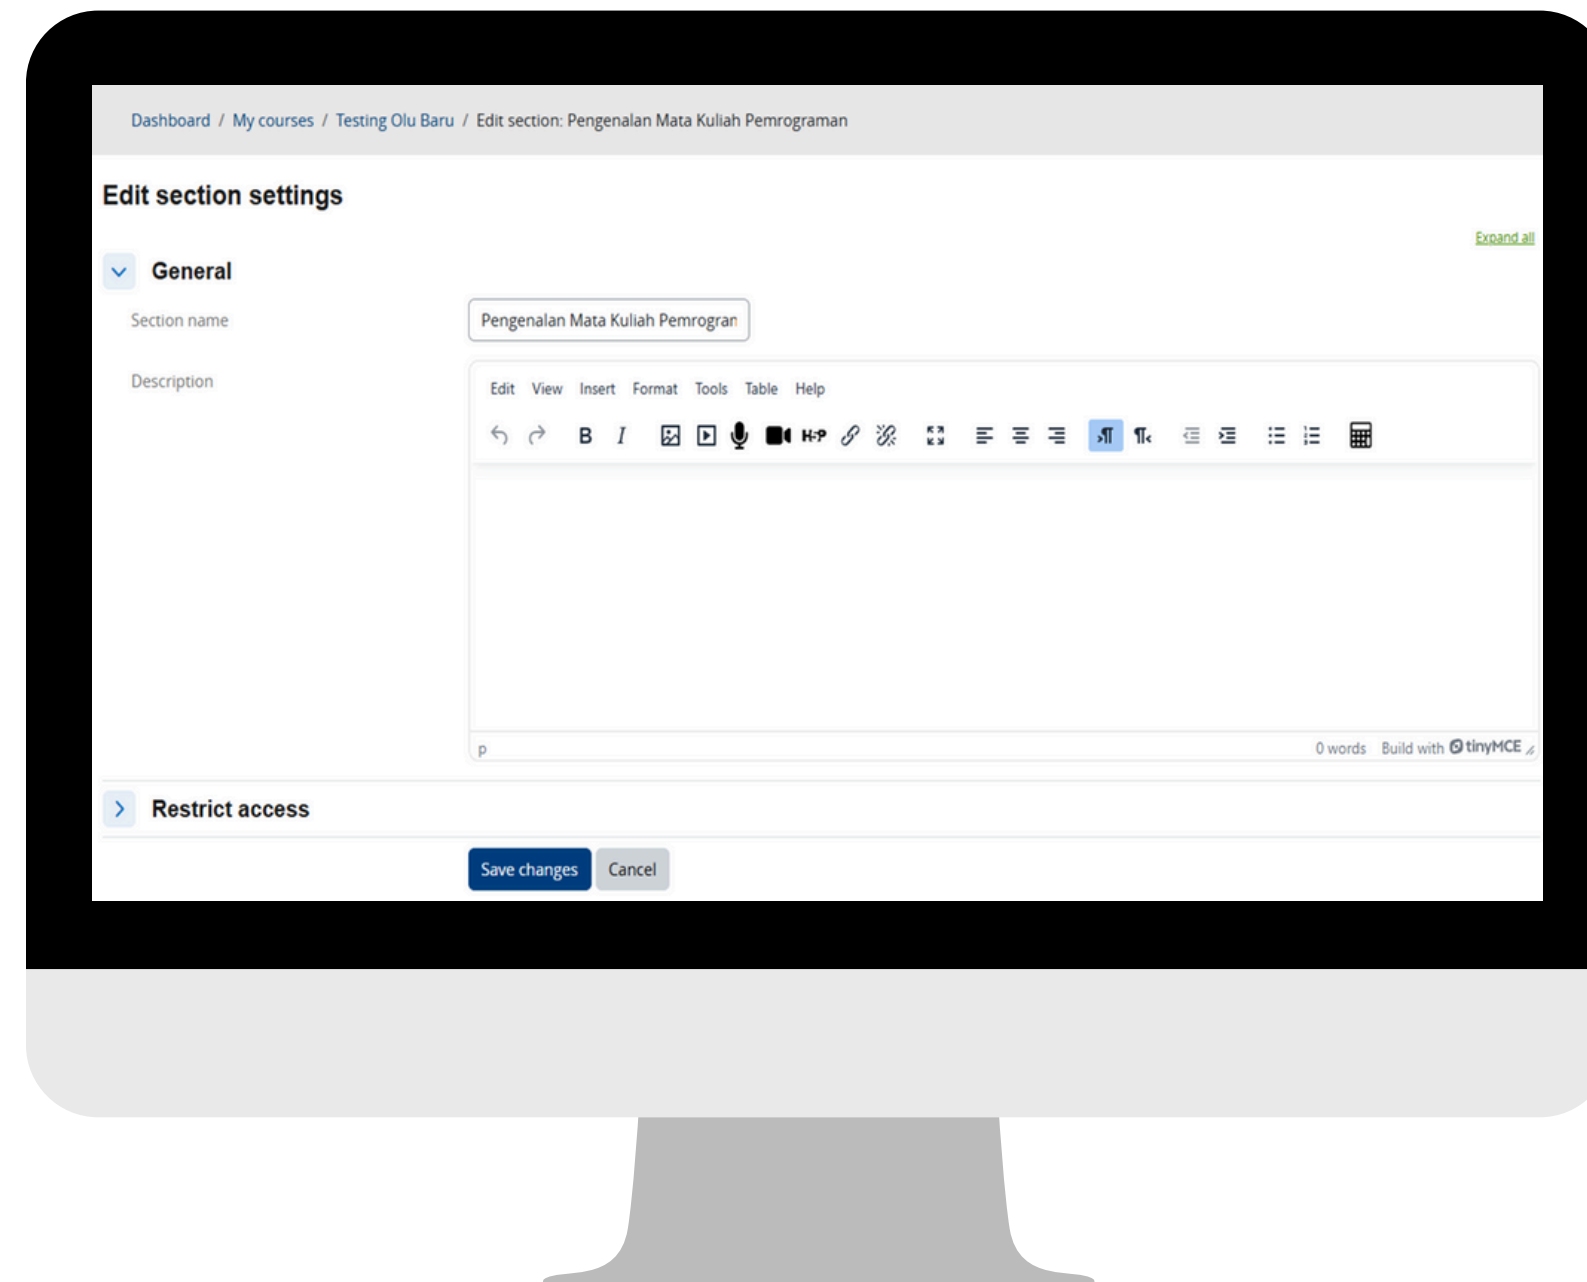 Dashboard / My courses / Testing Olu Baru / Edit section: Pengenalan Mata Kuliah Pemrograman
Edit section settings
Expand all
General
Section name
Pengenalan Mata Kuliah Pemrogran
Description
Edit View Insert Format Tools Table Help
B I H-P
p
0 words Build with tinyMCE
Restrict access
Save changes Cancel